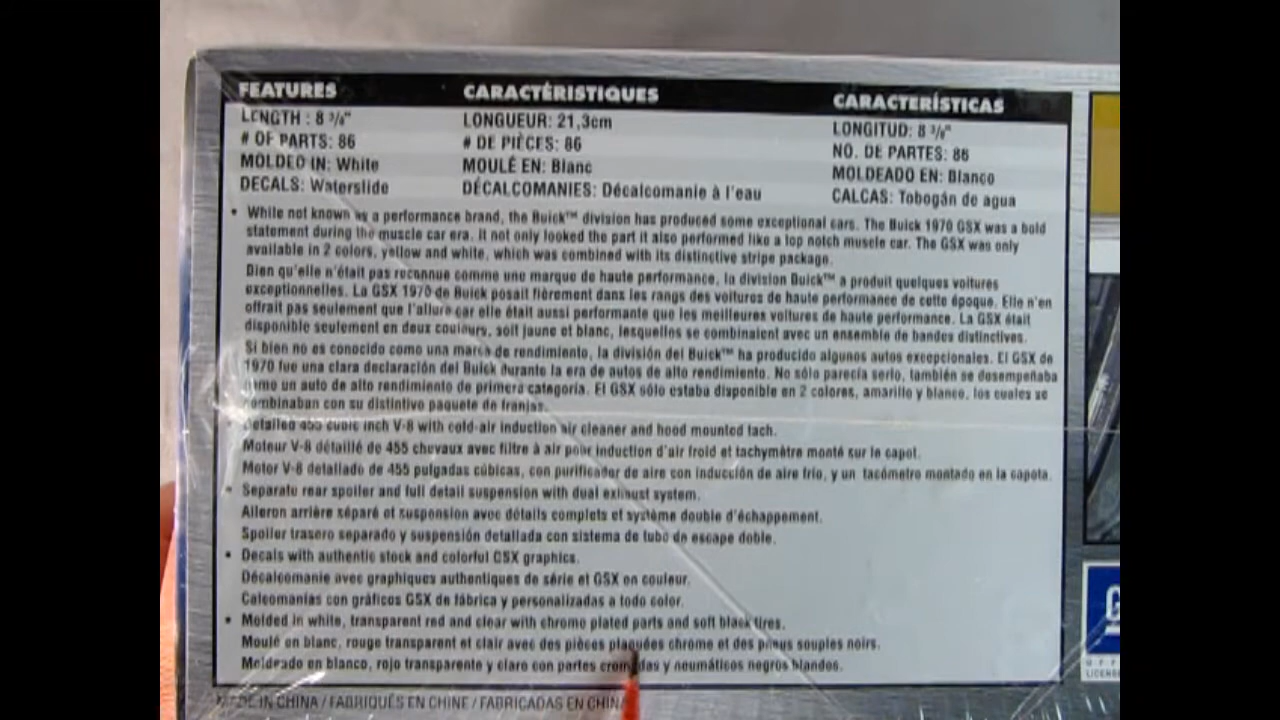 FEATURES
LENGTH : 8 3/8"
# OF PARTS: 86
MOLDED IN: White
DECALS: Waterslide
CARACTÉRISTIQUES
LONGUEUR: 21,3cm
# DE PIÈCES: 86
MOULÉ EN: Blanc
DÉCALCOMANIES: Décalcomanie à l'eau
CARACTERÍSTICAS
LONGITUD: 8 3/8"
NO. DE PARTES: 86
MOLDEADO EN: Blanco
CALCAS: Tobogán de agua
• While not known as a performance brand, the Buick™ division has produced some exceptional cars. The Buick 1970 GSX was a bold
statement during the muscle car era. It not only looked the part it also performed like a top notch muscle car. The GSX was only
available in 2 colors, yellow and white, which was combined with its distinctive stripe package.
Bien qu'elle n'était pas reconnue comme une marque de haute performance, la division Buick™ a produit quelques voitures
exceptionnelles. La GSX 1970 de Buick posait fièrement dans les rangs des voitures de haute performance de cette époque. Elle n'en
offrait pas seulement que l'allure car elle était aussi performante que les meilleures voitures de haute performance. La GSX était
disponible seulement en deux couleurs, soit jaune et blanc, lesquelles se combinaient avec un ensemble de bandes distinctives.
Si bien no es conocido como una marca de rendimiento, la división del Buick™ ha producido algunos autos excepcionales. El GSX de
1970 fue una clara declaración del Buick durante la era de autos de alto rendimiento. No sólo parecía serlo, también se desempeñaba
como un auto de alto rendimiento de primera categoría. El GSX sólo estaba disponible en 2 colores, amarillo y blanco, los cuales se
combinaban con su distintivo paquete de franjas.
• Detailed 455 cubic inch V-8 with cold-air induction air cleaner and hood mounted tach.
Moteur V-8 détaillé de 455 chevaux avec filtre à air pour induction d'air froid et tachymètre monté sur le capot.
Motor V-8 detallado de 455 pulgadas cúbicas, con purificador de aire con inducción de aire frío, y un tacómetro montado en la capota.
• Separate rear spoiler and full detail suspension with dual exhaust system.
Aileron arrière séparé et suspension avec détails complets et système double d'échappement.
Spoiler trasero separado y suspensión detallada con sistema de tubo de escape doble.
• Decals with authentic stock and colorful GSX graphics.
Décalcomanie avec graphiques authentiques de série et GSX en couleur.
Calcomanías con gráficos GSX de fábrica y personalizadas a todo color.
• Molded in white, transparent red and clear with chrome plated parts and soft black tires.
Moulé en blanc, rouge transparent et clair avec des pièces plaquées chrome et des pneus souples noirs.
Moldeado en blanco, rojo transparente y claro con partes cromadas y neumáticos negros blandos.
MADE IN CHINA / FABRIQUÉS EN CHINE / FABRICADAS EN CHINA